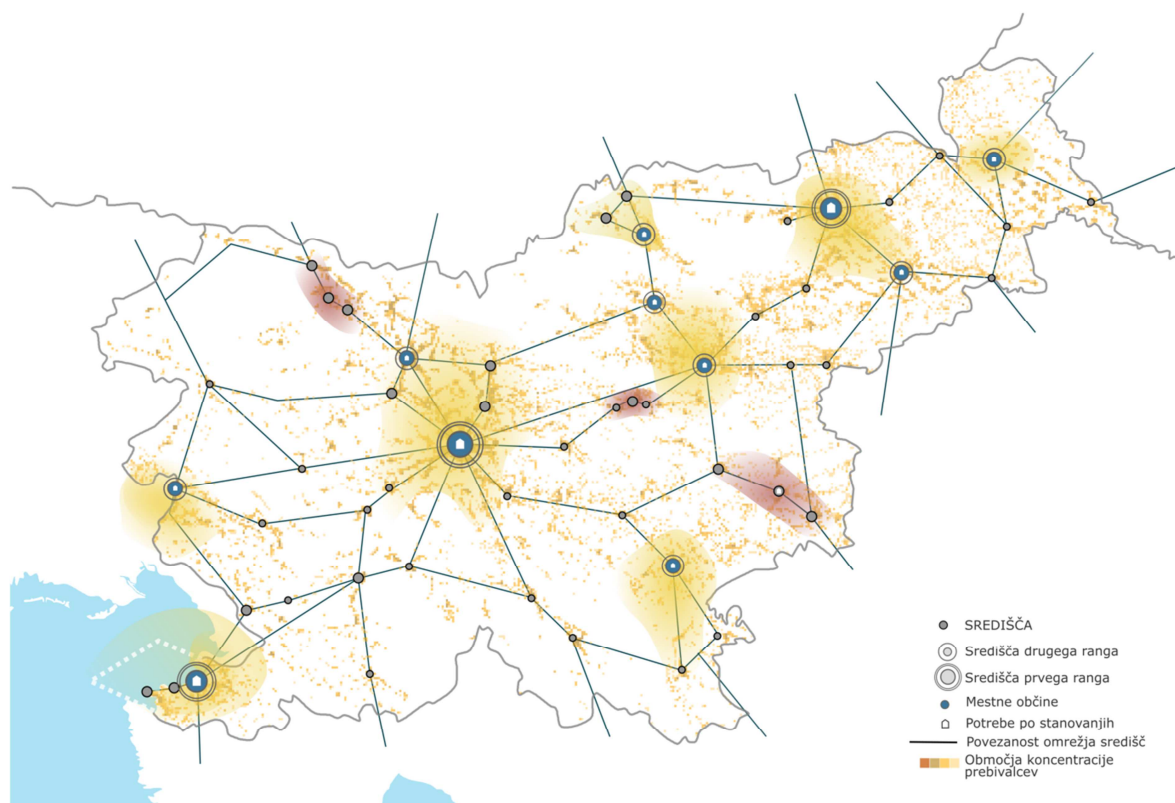 SREDIŠČA
Središča drugega ranga
Središča prvega ranga
Mestne občine
Potrebe po stanovanjih
Povezanost omrežja središč
Območja koncentracije
prebivalcev